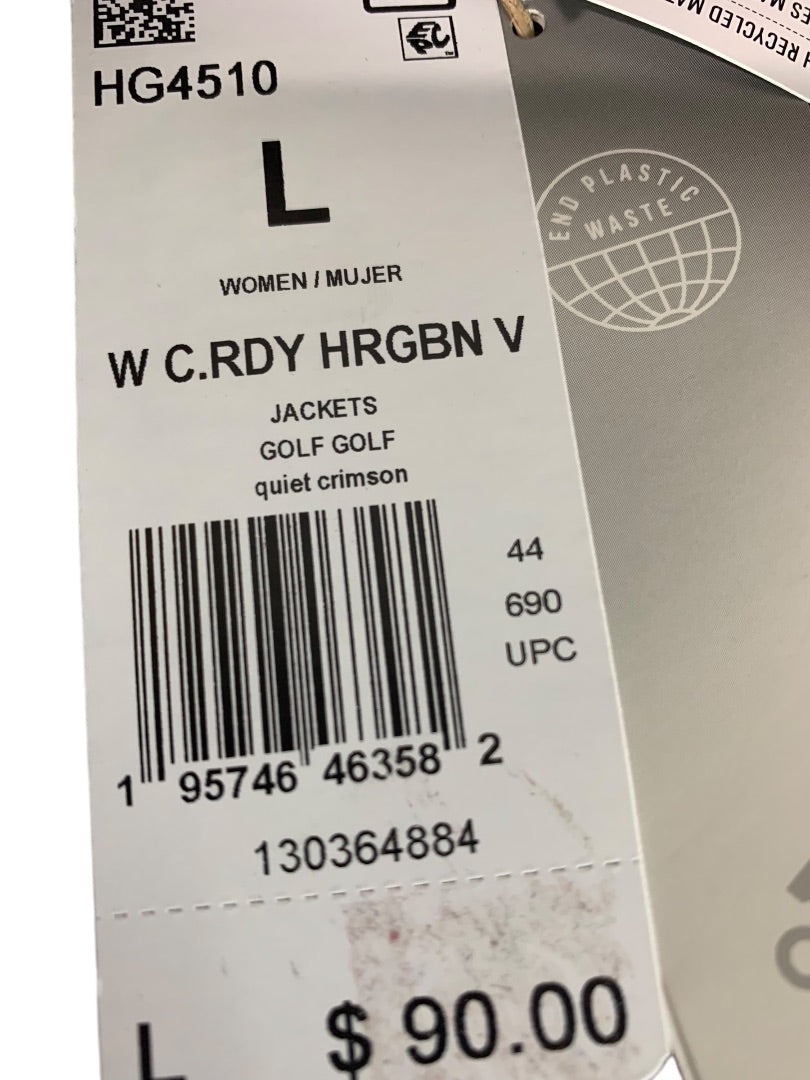 HG4510
L
WOMEN / MUJER
W C.RDY HRGBN V
JACKETS
GOLF GOLF
quiet crimson
44
690
UPC
1 95746 46358 2
130364884
L $ 90.00
END PLASTIC
WASTE
RECYCLED